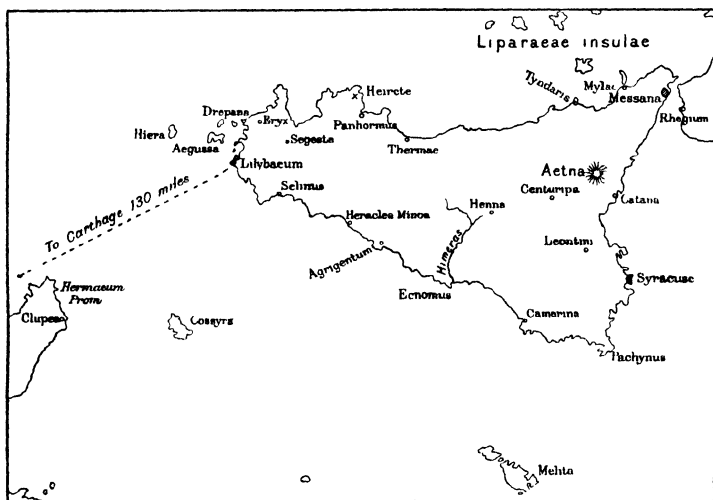 Liparaeae insulae
Tyndaris
Mylae
Messana
Rhegium
Heircte
Drepana
Eryx
Panhormus
Hiera
Segesta
Aegussa
Thermae
Lilybaeum
Aetna
Selinus
Centuripa
Catana
Henna
To Carthage 130 miles
Heraclea Minoa
Himeras
Leontini
Agrigentum
Syracuse
Hermaeum
Prom
Ecnomus
Clupea
Cossyra
Camarina
Pachynus
Melita